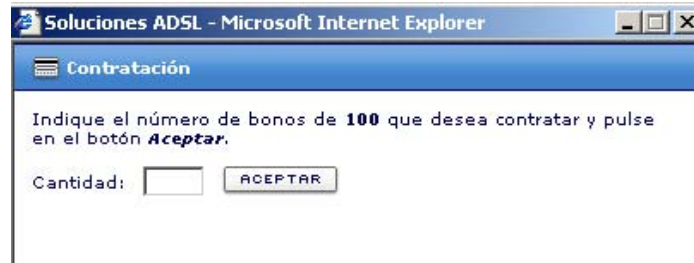 Soluciones ADSL - Microsoft Internet Explorer
Contratación
Indique el número de bonos de 100 que desea contratar y pulse
en el botón Aceptar.
Cantidad: ACEPTAR